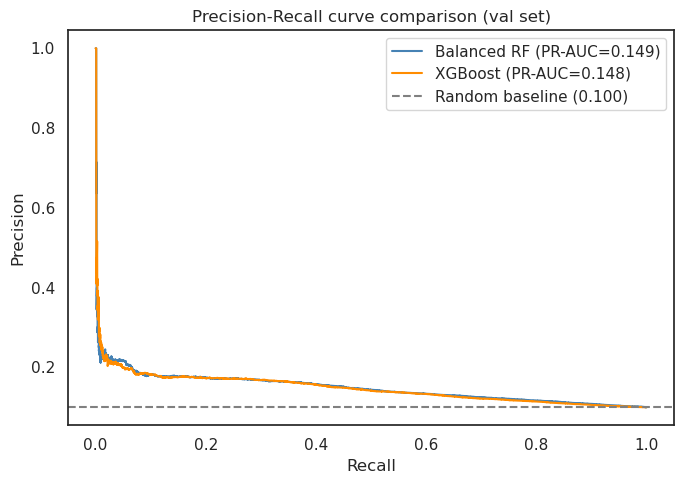 Precision-Recall curve comparison (val set)
Balanced RF (PR-AUC=0.149)
XGBoost (PR-AUC=0.148)
Random baseline (0.100)
Precision
1.0
0.8
0.6
0.4
0.2
0.0 0.2 0.4 0.6 0.8 1.0
Recall